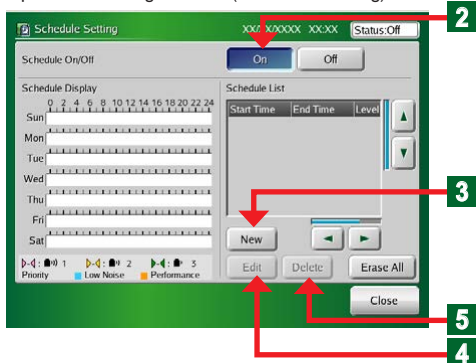 Schedule Setting XX/XX/XXXX XX:XX Status:Off
2
Schedule On/Off On Off
Schedule Display Schedule List
0 2 4 6 8 10 12 14 16 18 20 22 24
Start Time End Time Level
Sun
Mon
Tue
Wed
Thu
Fri
Sat
3
New
1 2 3
Priority Low Noise Performance
Edit Delete Erase All
Close
5
4